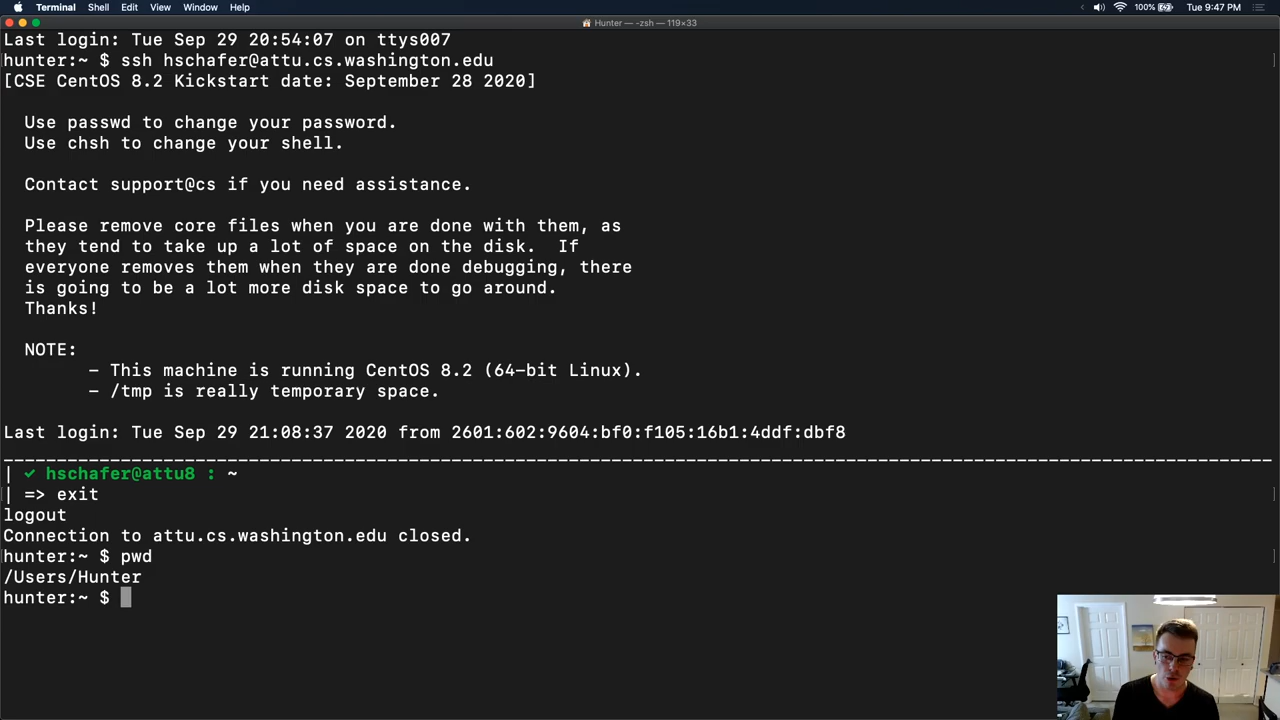 Terminal Shell Edit View Window Help 100% Tue 9:47 PM
Hunter — -zsh — 119×33
Last login: Tue Sep 29 20:54:07 on ttys007
hunter:~ $ ssh hschafer@attu.cs.washington.edu
[CSE CentOS 8.2 Kickstart date: September 28 2020]
Use passwd to change your password.
Use chsh to change your shell.
Contact support@cs if you need assistance.
Please remove core files when you are done with them, as
they tend to take up a lot of space on the disk.  If
everyone removes them when they are done debugging, there
is going to be a lot more disk space to go around.
Thanks!
NOTE:
- This machine is running CentOS 8.2 (64-bit Linux).
- /tmp is really temporary space.
Last login: Tue Sep 29 21:08:37 2020 from 2601:602:9604:bf0:f105:16b1:4ddf:dbf8
| ✓ hschafer@attu8 : ~
| => exit
logout
Connection to attu.cs.washington.edu closed.
hunter:~ $ pwd
/Users/Hunter
hunter:~ $